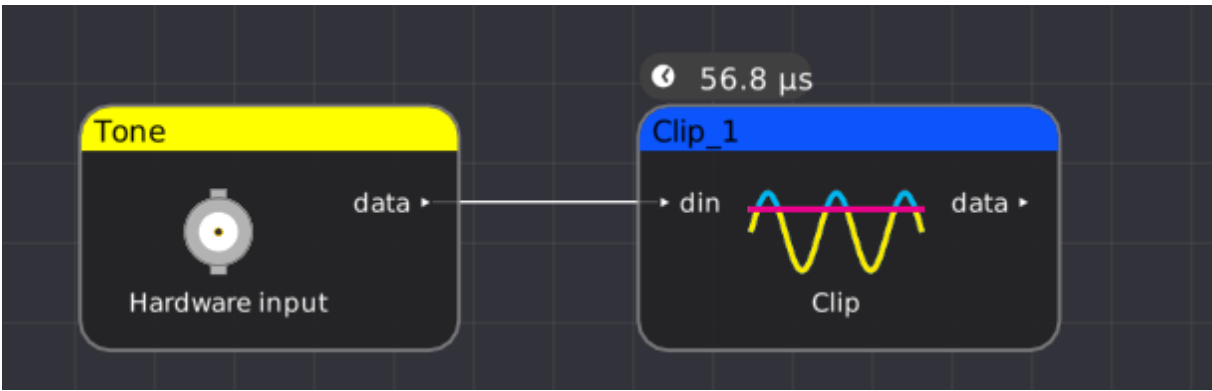 56.8 µs
Tone
Clip_1
data
din
data
Hardware input
Clip